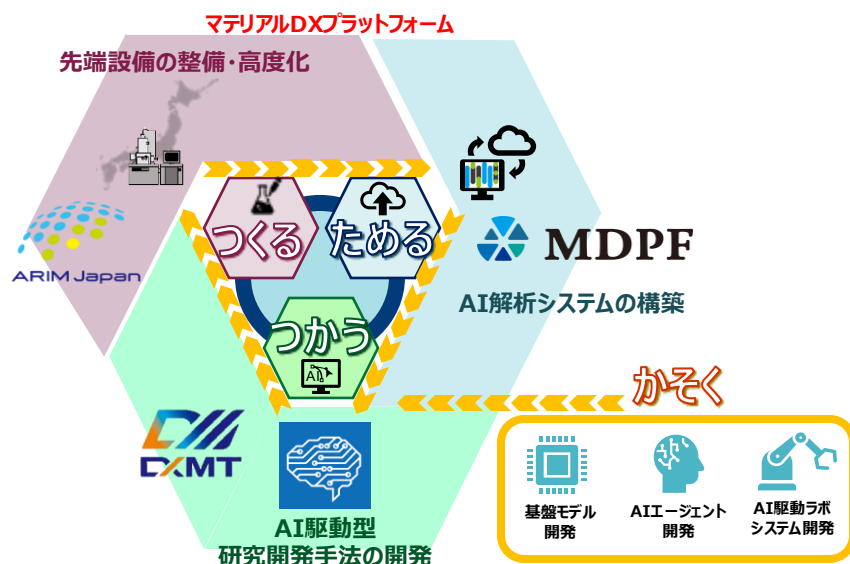 マテリアルDXプラットフォーム
先端設備の整備・高度化
つくる
ためる
ARIM Japan
MDPF
AI解析システムの構築
つかう
AI
かそく
DXMT
AI駆動型
研究開発手法の開発
基盤モデル
開発
AIエージェント
開発
AI駆動ラボ
システム開発